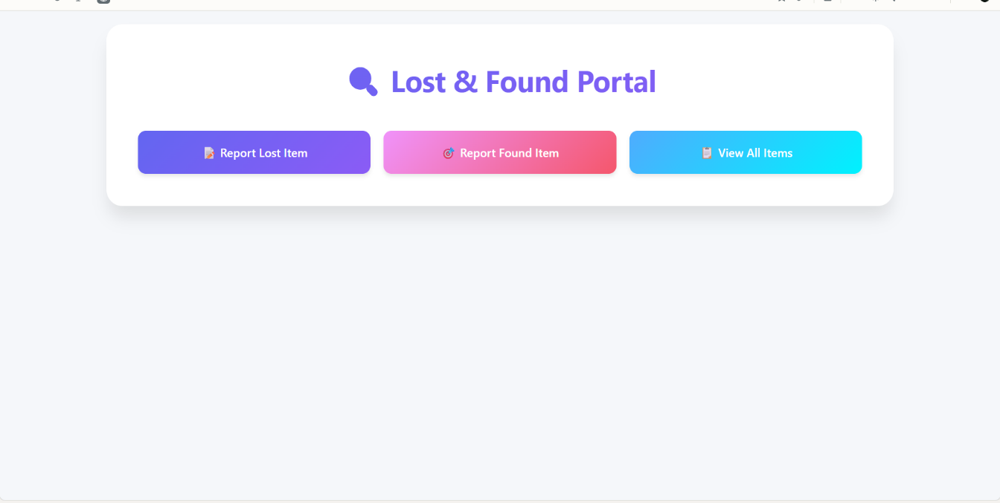 Lost & Found Portal
Report Lost Item
Report Found Item
View All Items